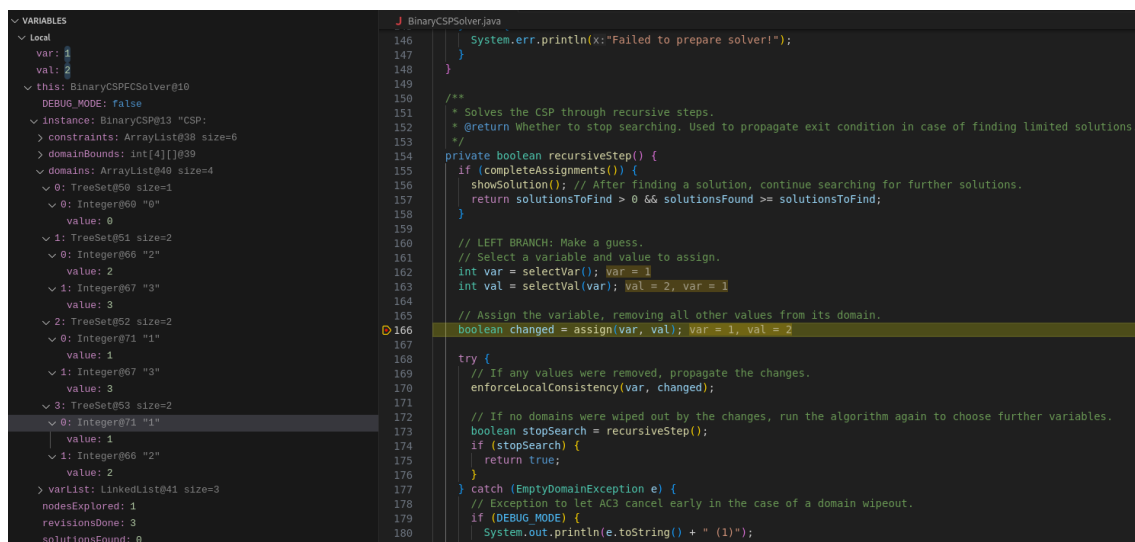 VARIABLES
Local
var: 1
val: 2
this: BinaryCSPFCSolver@10
DEBUG_MODE: false
instance: BinaryCSP@13 "CSP:
constraints: ArrayList@38 size=6
domainBounds: int[4][]@39
domains: ArrayList@40 size=4
0: TreeSet@50 size=1
0: Integer@60 "0"
value: 0
1: TreeSet@51 size=2
0: Integer@66 "2"
value: 2
1: Integer@67 "3"
value: 3
2: TreeSet@52 size=2
0: Integer@71 "1"
value: 1
1: Integer@67 "3"
value: 3
3: TreeSet@53 size=2
0: Integer@71 "1"
value: 1
1: Integer@66 "2"
value: 2
varList: LinkedList@41 size=3
nodesExplored: 1
revisionsDone: 3
solutionsFound: 0
J BinaryCSPSolver.java
146 System.err.println(x:"Failed to prepare solver!");
147 }
148 }
149
150 /**
151 * Solves the CSP through recursive steps.
152 * @return Whether to stop searching. Used to propagate exit condition in case of finding limited solutions
153 */
154 private boolean recursiveStep() {
155 if (completeAssignments()) {
156 showSolution(); // After finding a solution, continue searching for further solutions.
157 return solutionsToFind > 0 && solutionsFound >= solutionsToFind;
158 }
159
160 // LEFT BRANCH: Make a guess.
161 // Select a variable and value to assign.
162 int var = selectVar(); var = 1
163 int val = selectVal(var); val = 2, var = 1
164
165 // Assign the variable, removing all other values from its domain.
166 boolean changed = assign(var, val); var = 1, val = 2
167
168 try {
169 // If any values were removed, propagate the changes.
170 enforceLocalConsistency(var, changed);
171
172 // If no domains were wiped out by the changes, run the algorithm again to choose further variables.
173 boolean stopSearch = recursiveStep();
174 if (stopSearch) {
175 return true;
176 }
177 } catch (EmptyDomainException e) {
178 // Exception to let AC3 cancel early in the case of a domain wipeout.
179 if (DEBUG_MODE) {
180 System.out.println(e.toString() + " (1)");